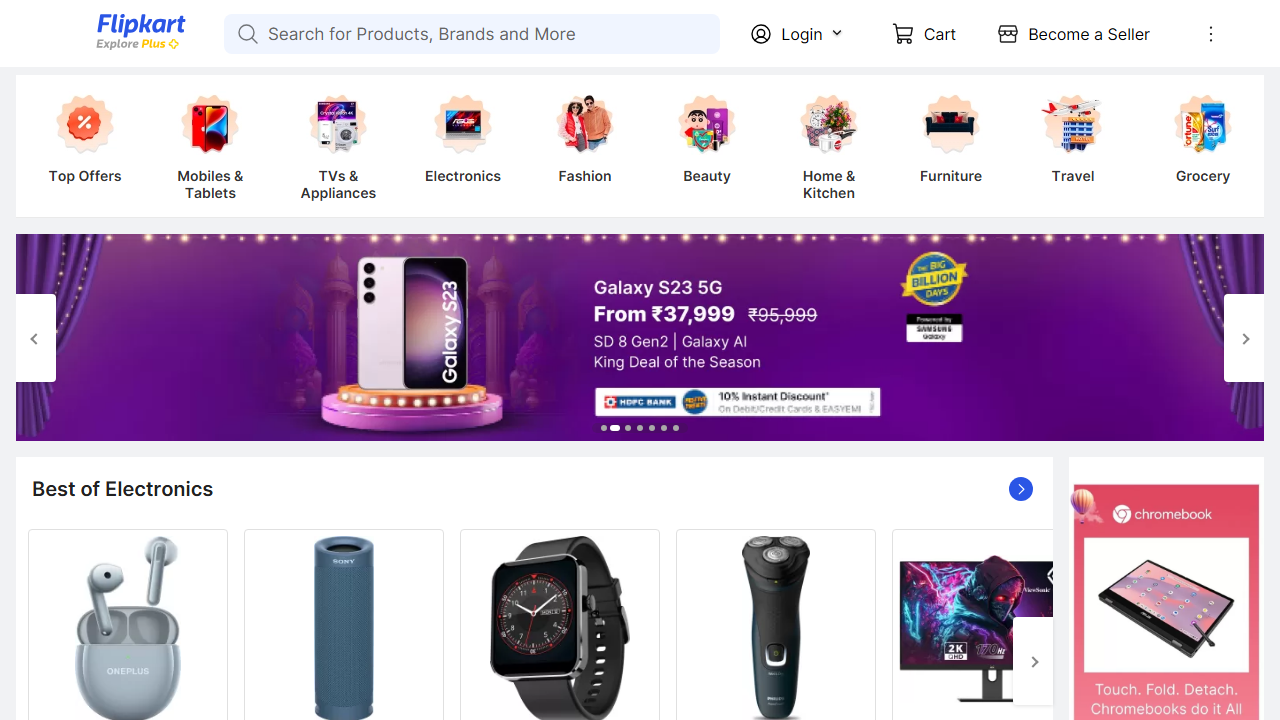 Flipkart
Explore Plus
Search for Products, Brands and More
Login
Cart
Become a Seller
Top Offers
Mobiles &
Tablets
TVs &
Appliances
Electronics
Fashion
Beauty
Home &
Kitchen
Furniture
Travel
Grocery
Galaxy S23
Galaxy S23 5G
From ₹37,999 ₹95,999
SD 8 Gen2 | Galaxy AI
King Deal of the Season
HDFC BANK
10% Instant Discount*
On Debit/Credit Cards & EASYEMI
THE BIG
BILLION
DAYS
Powered by
SAMSUNG
Galaxy
Best of Electronics
ONEPLUS
SONY
ViewSonic
2K
QHD
170Hz
chromebook
Touch. Fold. Detach.
Chromebooks do it All